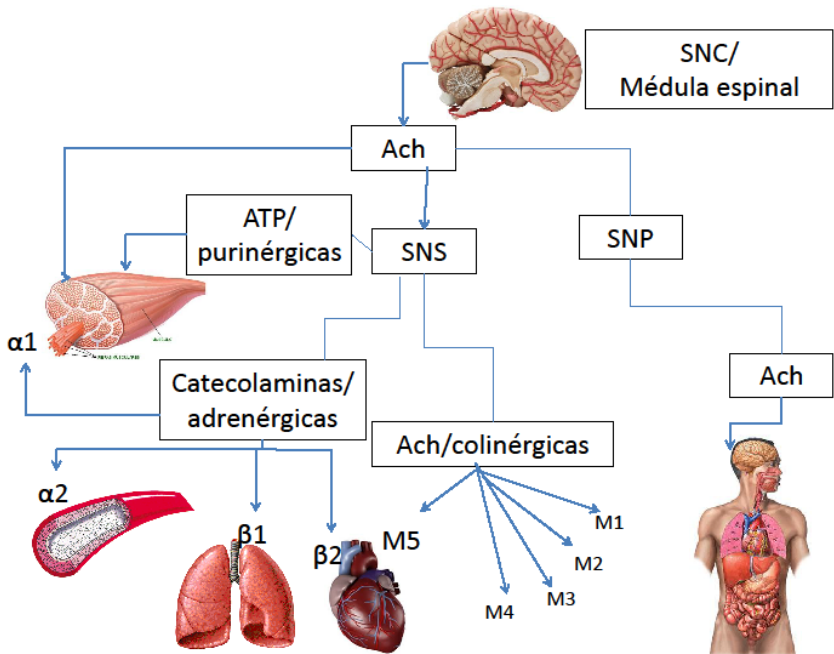 SNC/
Médula espinal
Ach
ATP/
purinérgicas
SNS
SNP
α1
Catecolaminas/
adrenérgicas
Ach
Ach/colinérgicas
α2
β1
β2
M5
M1
M2
M3
M4